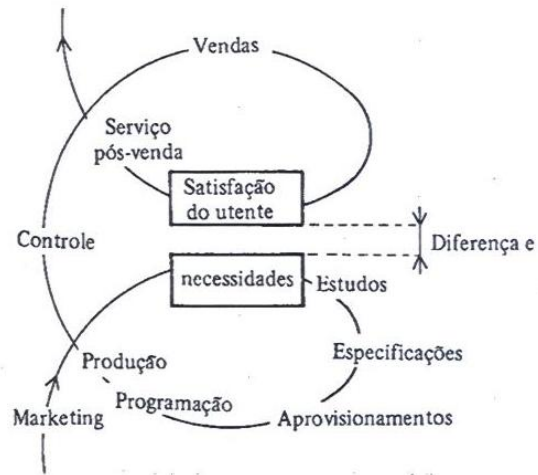 Vendas
Serviço
pós-venda
Satisfação
do utente
Controle
Diferença e
necessidades
Estudos
Especificações
Produção
Programação
Marketing
Aprovisionamentos